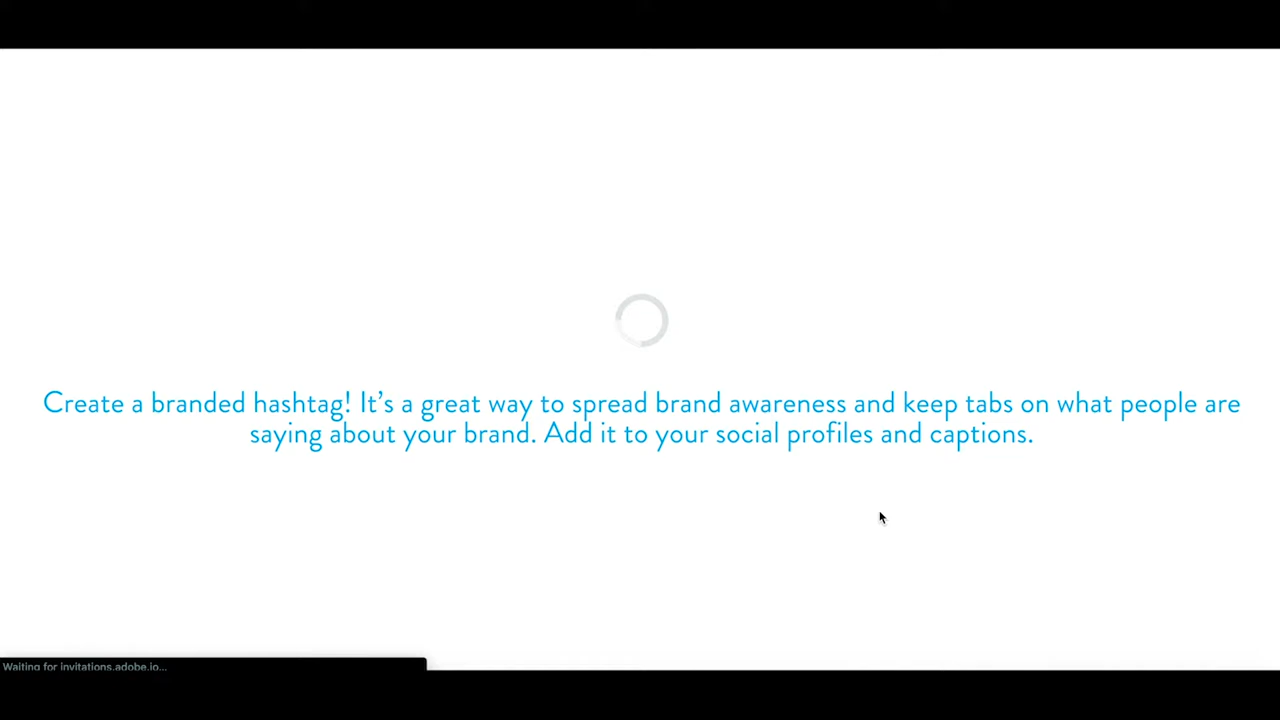 Create a branded hashtag! It’s a great way to spread brand awareness and keep tabs on what people are
saying about your brand. Add it to your social profiles and captions.
Waiting for invitations.adobe.io...